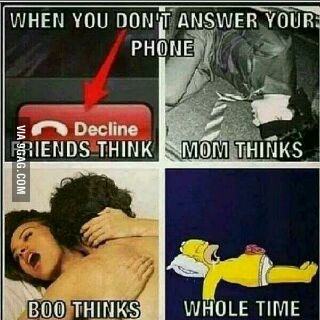 WHEN YOU DON'T ANSWER YOUR
PHONE
Decline
FRIENDS THINK
MOM THINKS
VIA 9GAG.COM
BOO THINKS
WHOLE TIME